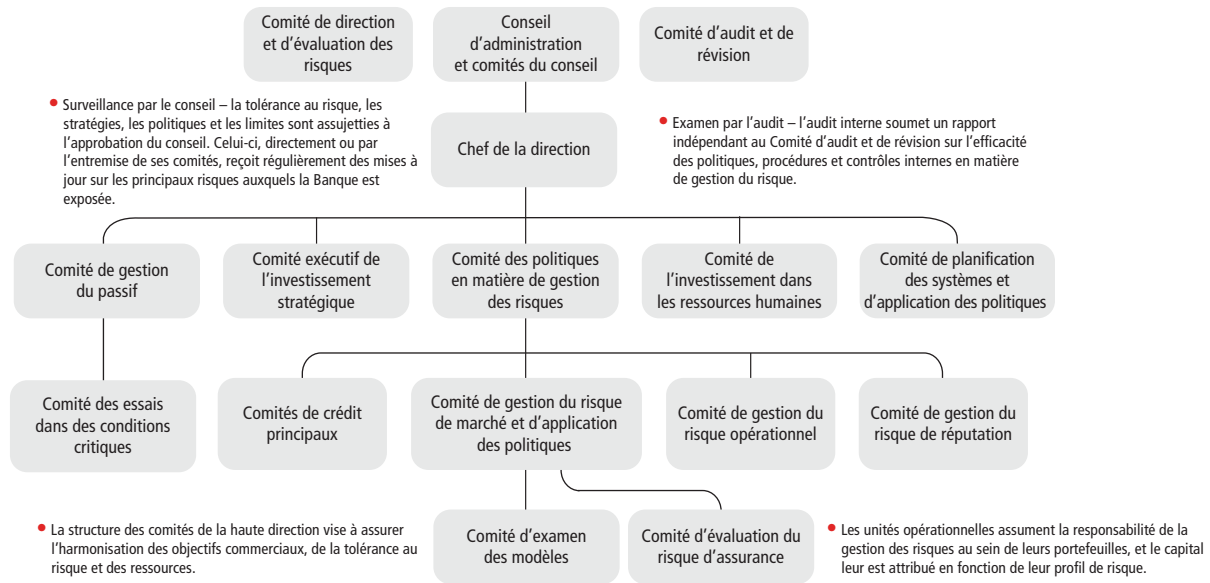 Comité de direction
et d'évaluation des
risques
Conseil
d'administration
et comités du conseil
Comité d'audit et de
révision
• Surveillance par le conseil – la tolérance au risque, les
stratégies, les politiques et les limites sont assujetties à
l'approbation du conseil. Celui-ci, directement ou par
l'entremise de ses comités, reçoit régulièrement des mises à
jour sur les principaux risques auxquels la Banque est
exposée.
Chef de la direction
• Examen par l'audit – l'audit interne soumet un rapport
indépendant au Comité d'audit et de révision sur l'efficacité
des politiques, procédures et contrôles internes en matière
de gestion du risque.
Comité de gestion
du passif
Comité exécutif de
l'investissement
stratégique
Comité des politiques
en matière de gestion
des risques
Comité de
l'investissement dans
les ressources humaines
Comité de planification
des systèmes et
d'application des politiques
Comité des essais
dans des conditions
critiques
Comités de crédit
principaux
Comité de gestion du risque
de marché et d'application
des politiques
Comité de gestion du
risque opérationnel
Comité de gestion du
risque de réputation
• La structure des comités de la haute direction vise à assurer
l'harmonisation des objectifs commerciaux, de la tolérance au
risque et des ressources.
Comité d'examen
des modèles
Comité d'évaluation du
risque d'assurance
• Les unités opérationnelles assument la responsabilité de la
gestion des risques au sein de leurs portefeuilles, et le capital
leur est attribué en fonction de leur profil de risque.